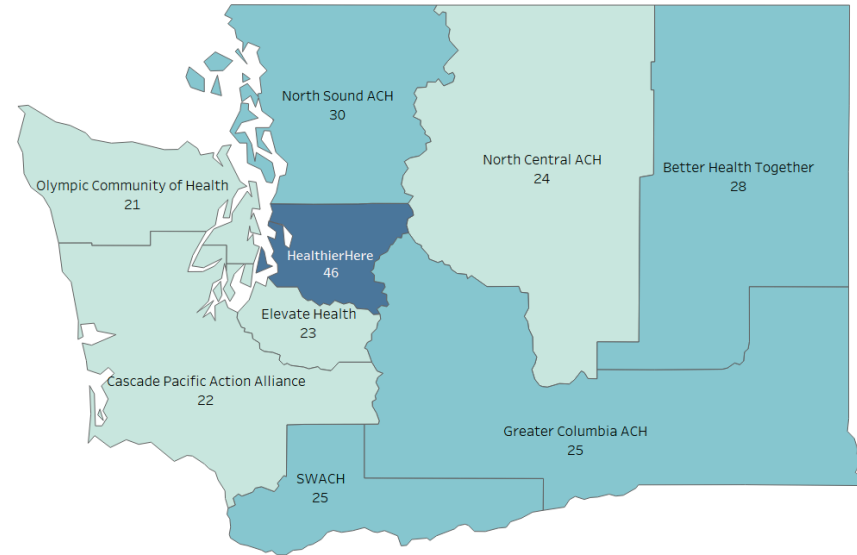 North Sound ACH
30
North Central ACH
24
Better Health Together
28
Olympic Community of Health
21
HealthierHere
46
Elevate Health
23
Cascade Pacific Action Alliance
22
Greater Columbia ACH
25
SWACH
25